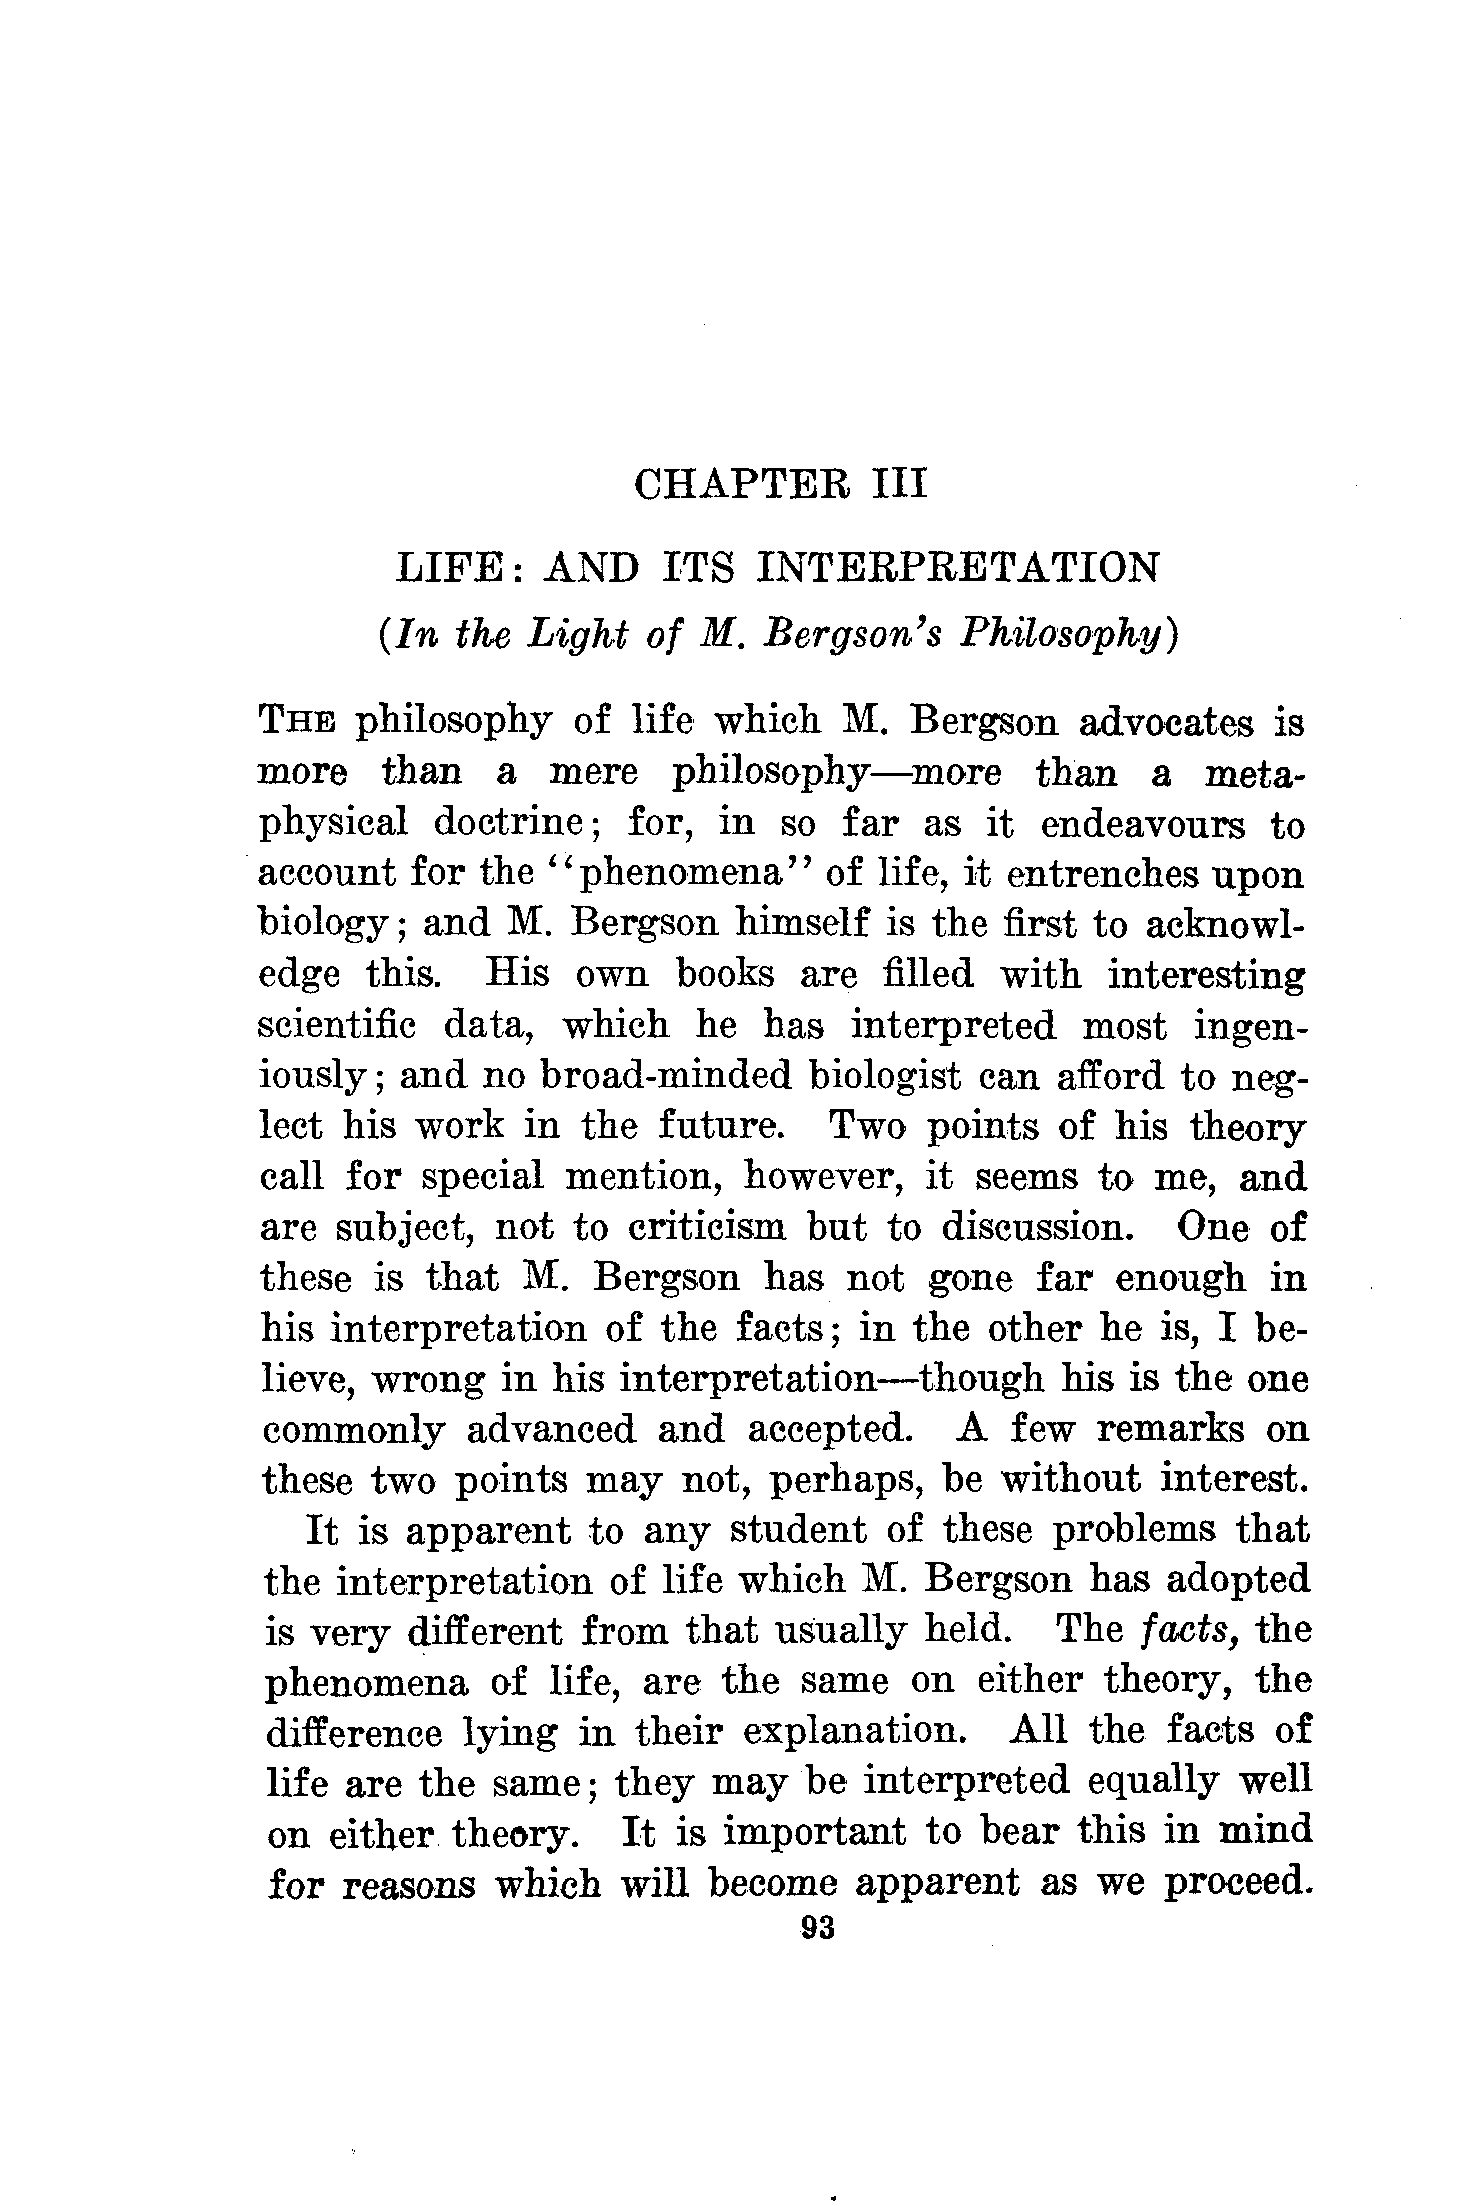 CHAPTER III
LIFE: AND ITS INTERPRETATION
(In the Light of M. Bergson's Philosophy)
THE philosophy of life which M. Bergson advocates is
more than a mere philosophy—more than a meta-
physical doctrine; for, in so far as it endeavours to
account for the "phenomena" of life, it entrenches upon
biology; and M. Bergson himself is the first to acknowl-
edge this. His own books are filled with interesting
scientific data, which he has interpreted most ingen-
iously; and no broad-minded biologist can afford to neg-
lect his work in the future. Two points of his theory
call for special mention, however, it seems to me, and
are subject, not to criticism but to discussion. One of
these is that M. Bergson has not gone far enough in
his interpretation of the facts; in the other he is, I be-
lieve, wrong in his interpretation—though his is the one
commonly advanced and accepted. A few remarks on
these two points may not, perhaps, be without interest.
It is apparent to any student of these problems that
the interpretation of life which M. Bergson has adopted
is very different from that usually held. The facts, the
phenomena of life, are the same on either theory, the
difference lying in their explanation. All the facts of
life are the same; they may be interpreted equally well
on either theory. It is important to bear this in mind
for reasons which will become apparent as we proceed.
93